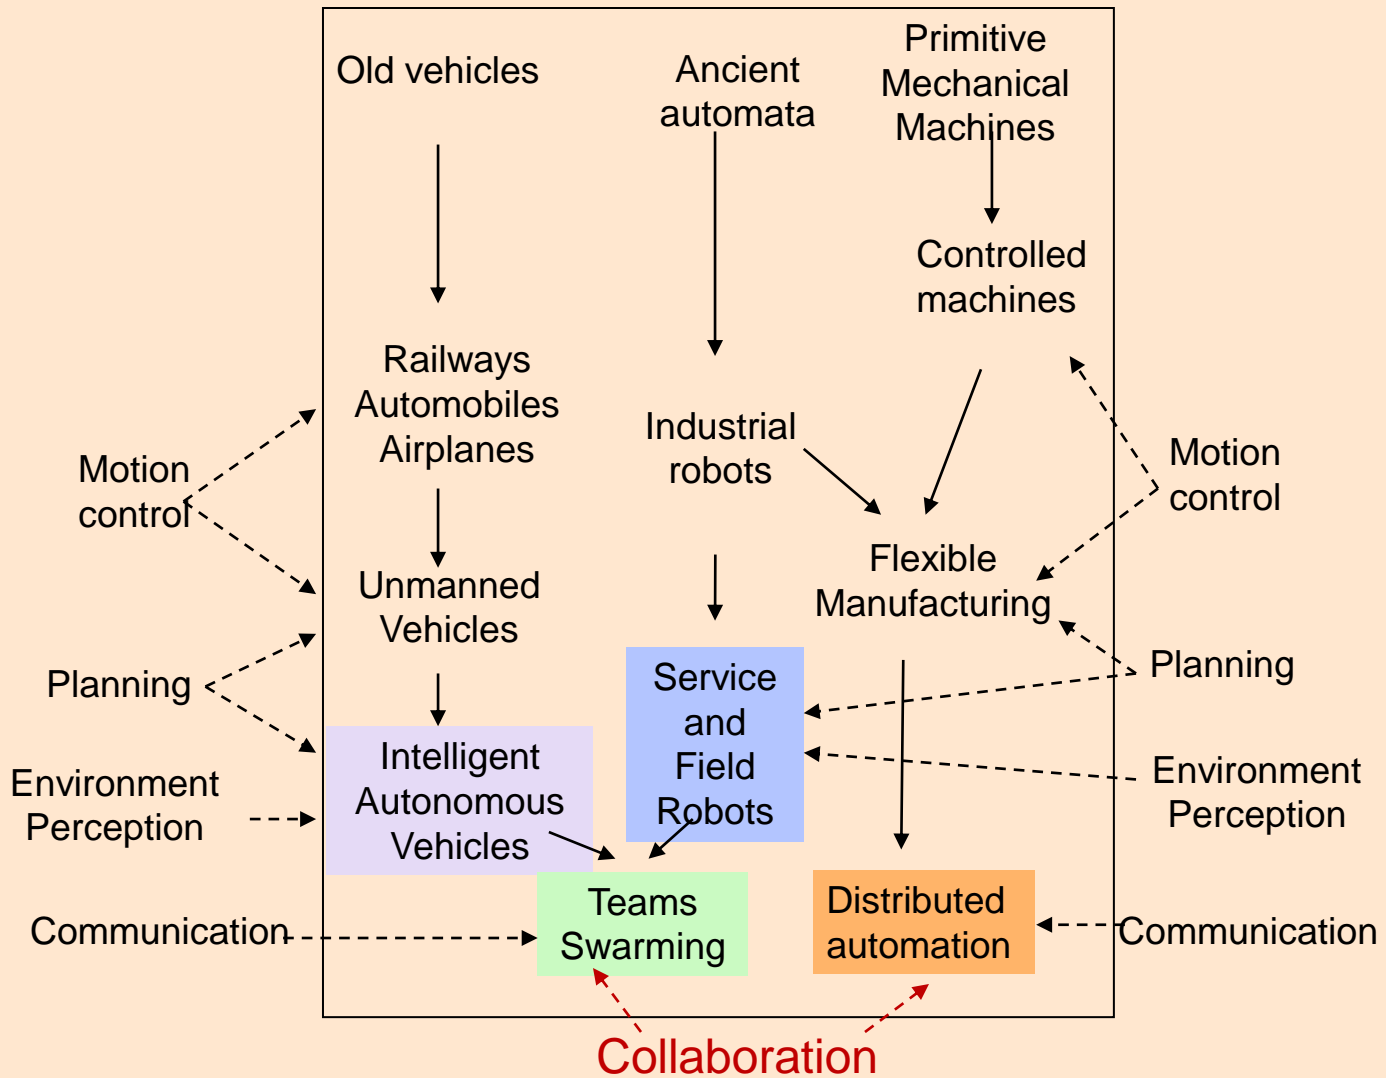 Old vehicles
Ancient
automata
Primitive
Mechanical
Machines
Controlled
machines
Railways
Automobiles
Airplanes
Industrial
robots
Motion
control
Motion
control
Unmanned
Vehicles
Flexible
Manufacturing
Planning
Service
and
Field
Robots
Planning
Intelligent
Autonomous
Vehicles
Environment
Perception
Environment
Perception
Communication
Teams
Swarming
Distributed
automation
Communication
Collaboration